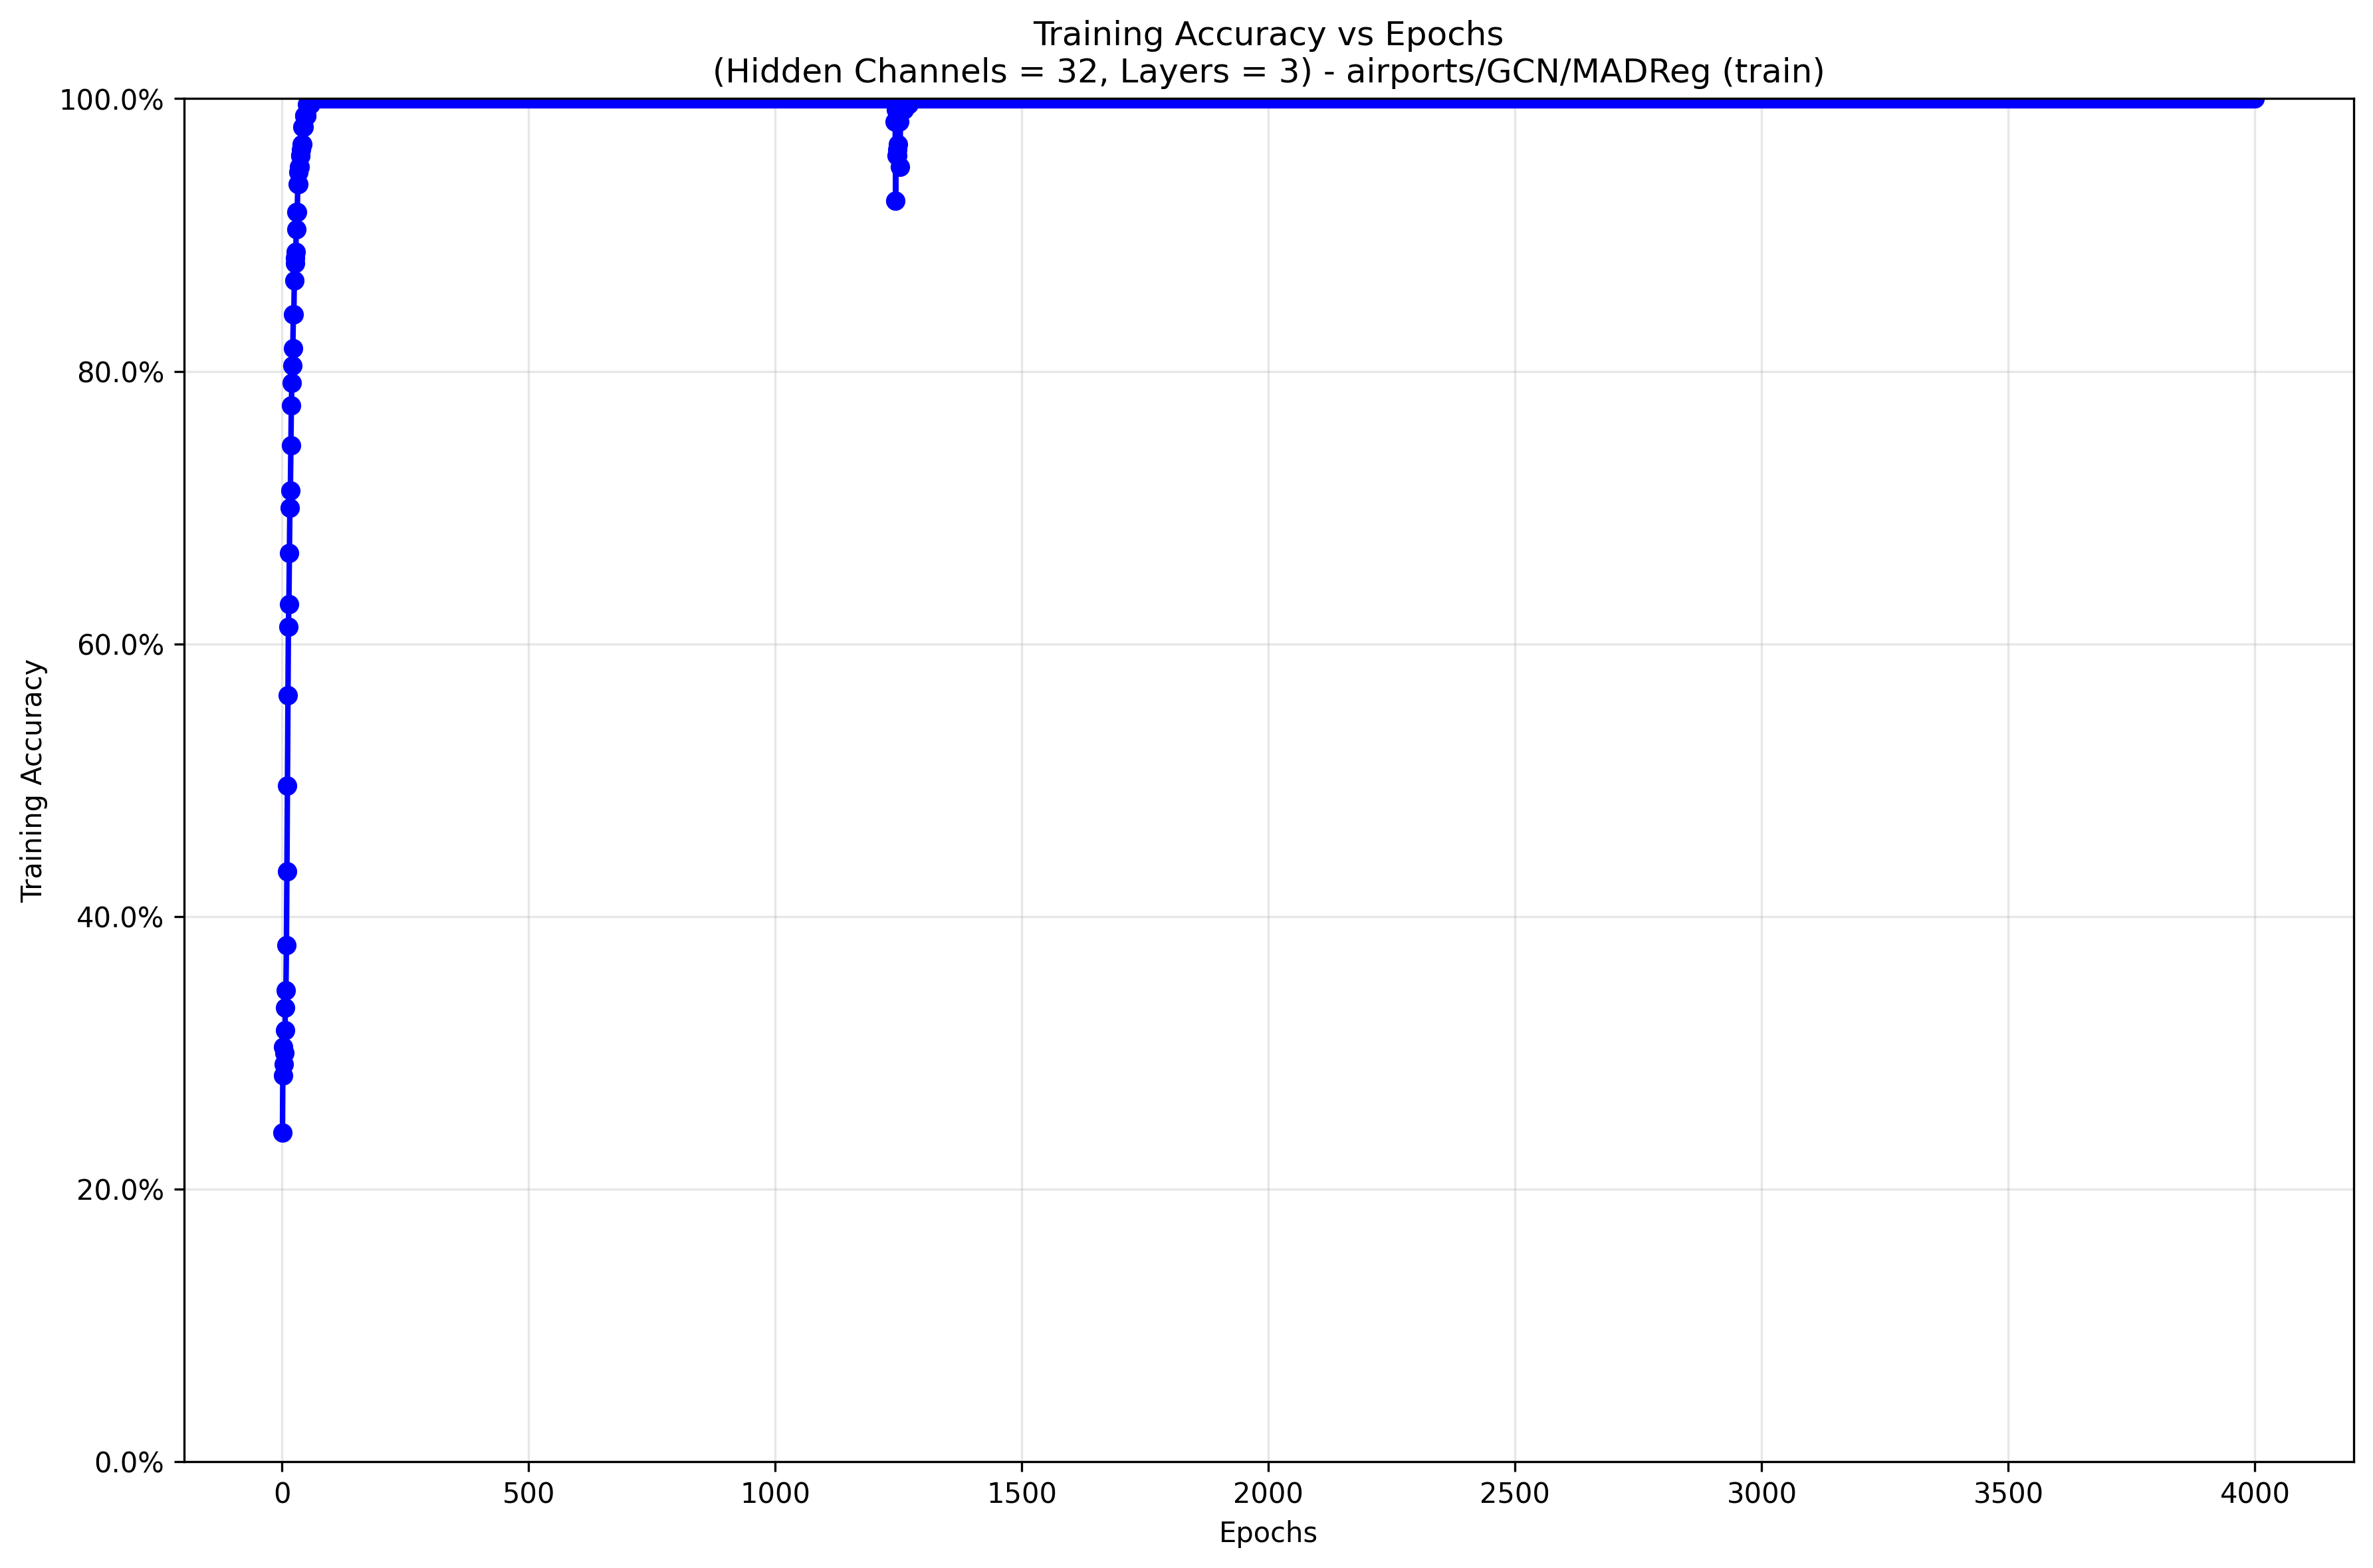 Training Accuracy vs Epochs
(Hidden Channels = 32, Layers = 3) - airports/GCN/MADReg (train)
100.0%
80.0%
60.0%
40.0%
20.0%
0.0%
Training Accuracy
0 500 1000 1500 2000 2500 3000 3500 4000
Epochs